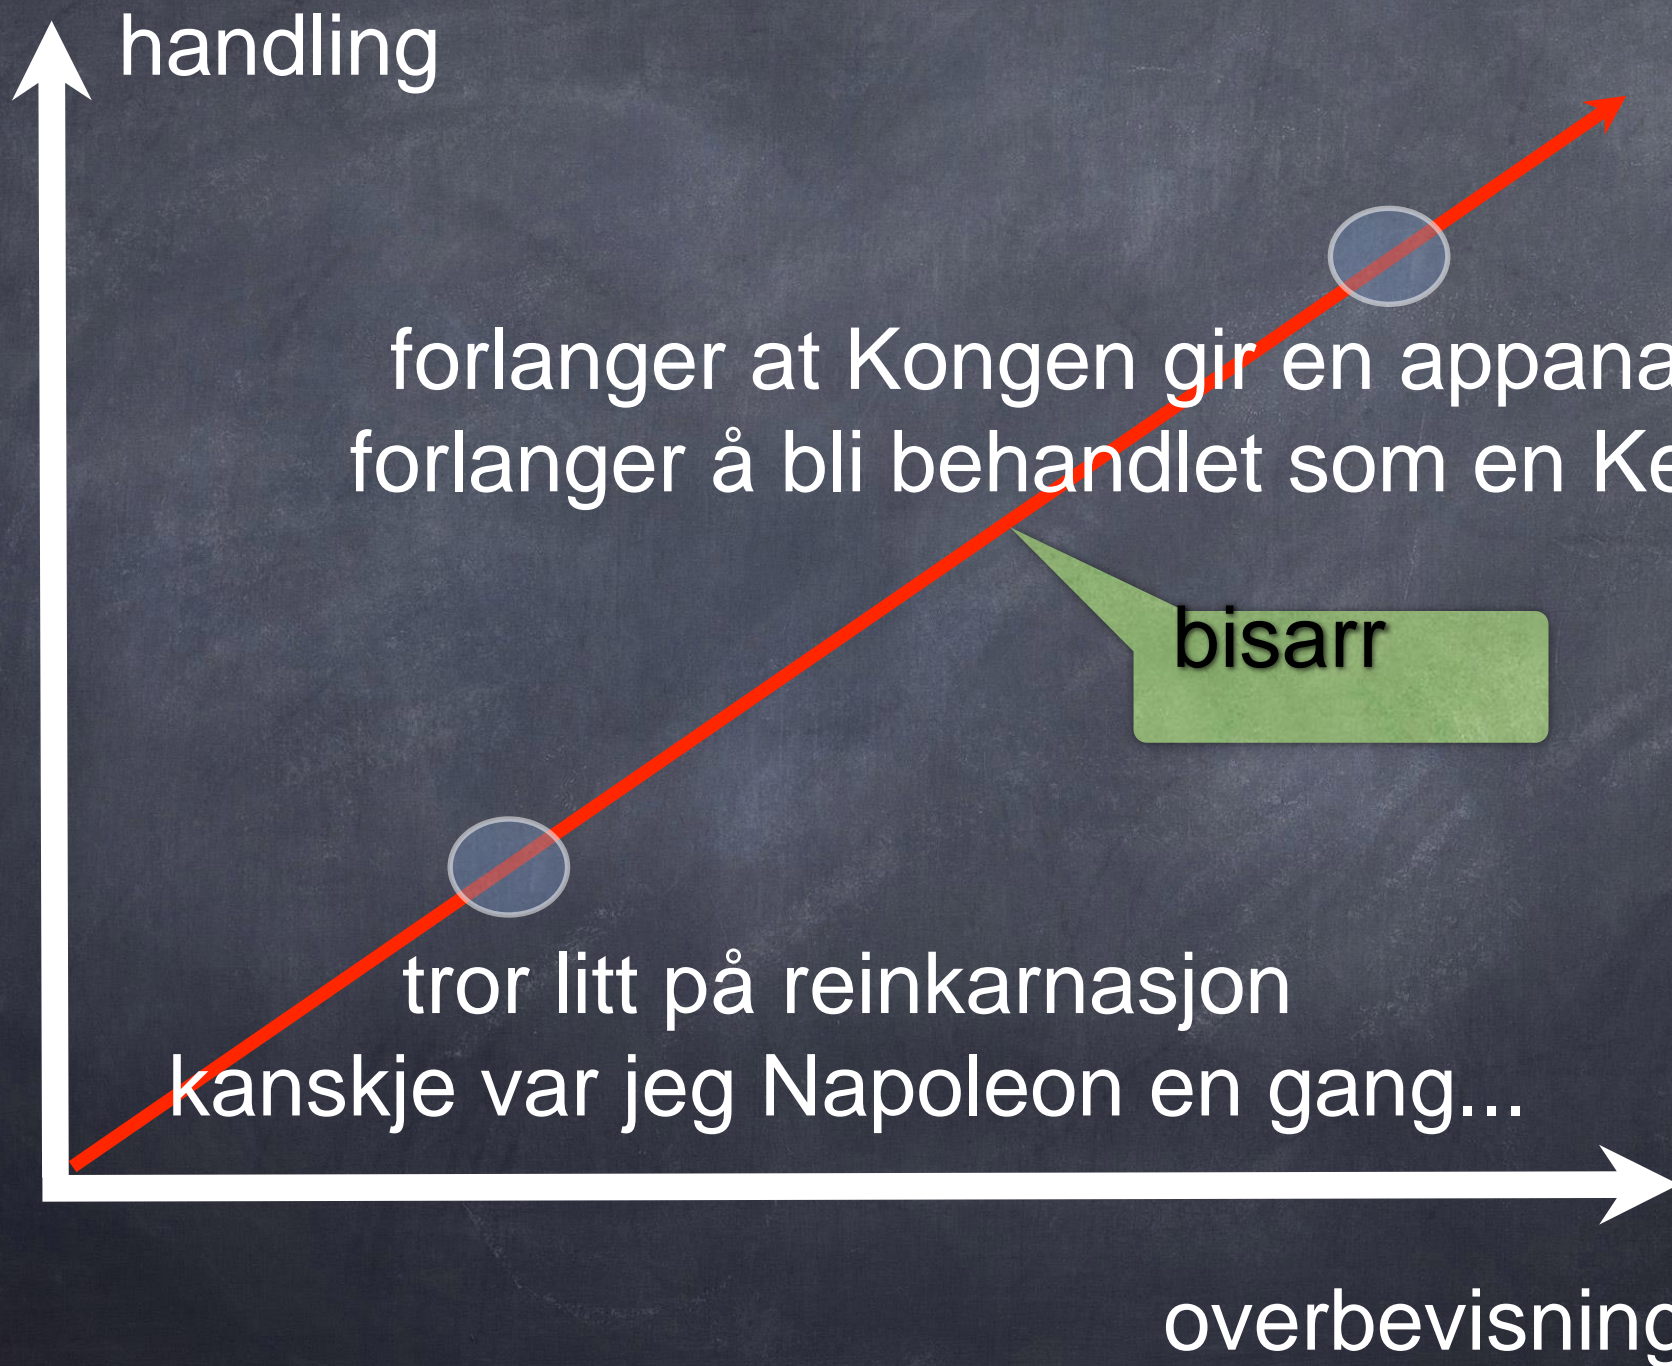 handling
forlanger at Kongen gir en appana
forlanger å bli behandlet som en Ke
bisarr
tror litt på reinkarnasjon
kanskje var jeg Napoleon en gang...
overbevisning